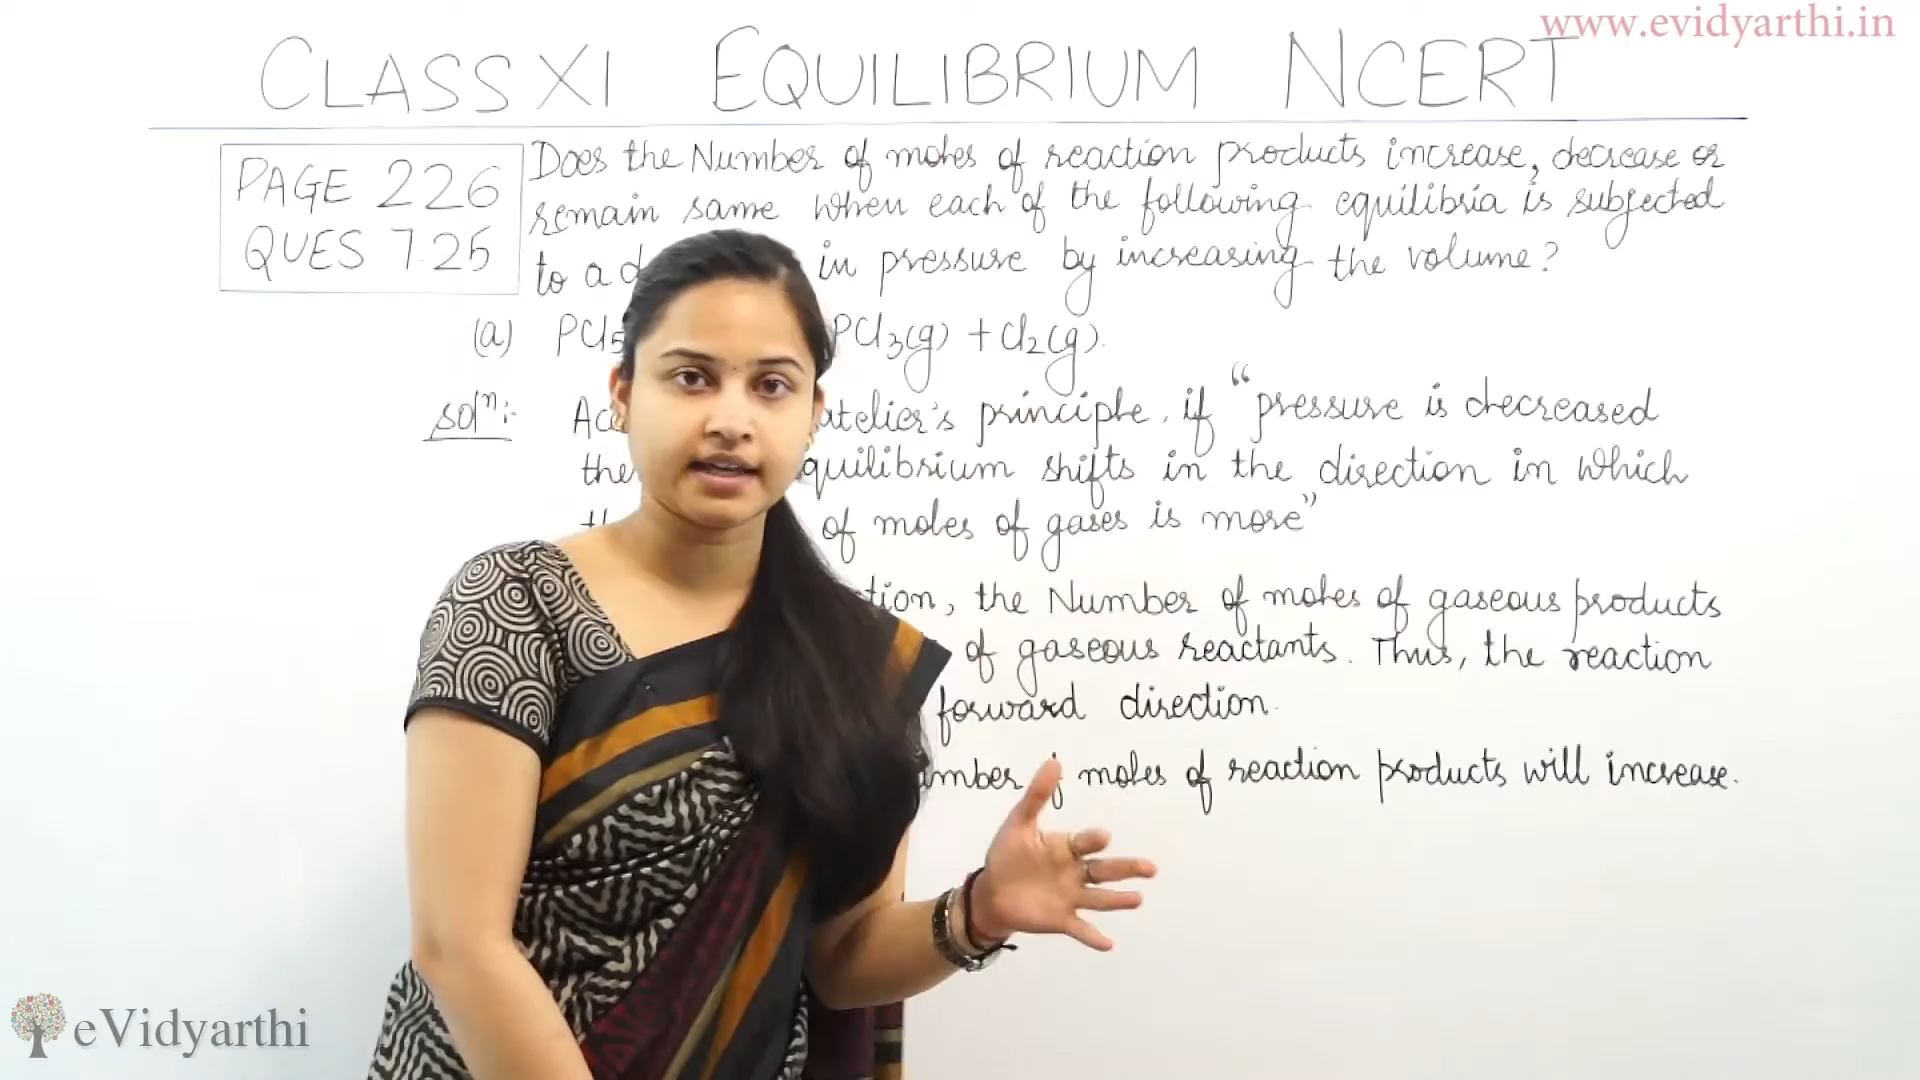 www.evidyarthi.in
CLASS XI EQUILIBRIUM NCERT
PAGE 226
QUES 7.25
Does the Number of moles of reaction products increase, decrease or
remain same when each of the following equilibria is subjected
to a in pressure by increasing the volume?
(a) PCl5 PCl3(g) + Cl2(g).
solⁿ:- principle, if "pressure is decreased
shifts in the direction in which
of moles of gases is more"
the Number of moles of gaseous products
of gaseous reactants. Thus, the reaction
forward direction.
moles of reaction products will increase.
eVidyarthi